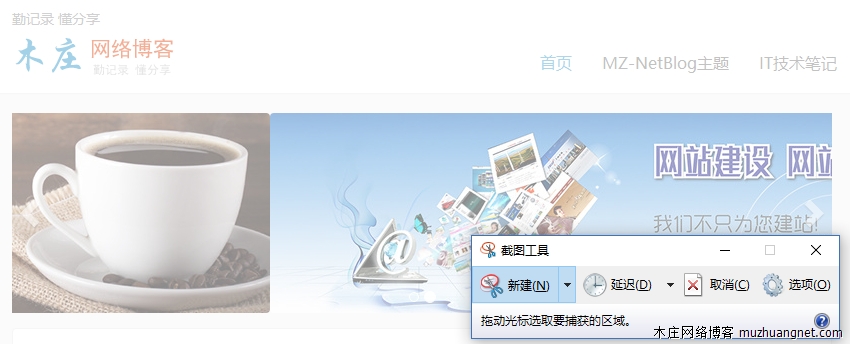 勤记录 懂分享
木庄 网络博客
勤记录 懂分享
首页 MZ-NetBlog主题 IT技术笔记
网站建设 网站
我们不只为您建站!
截图工具
新建(N) 延迟(D) 取消(C) 选项(O)
拖动光标选取要捕获的区域。
木庄网络博客 muzhuangnet.com